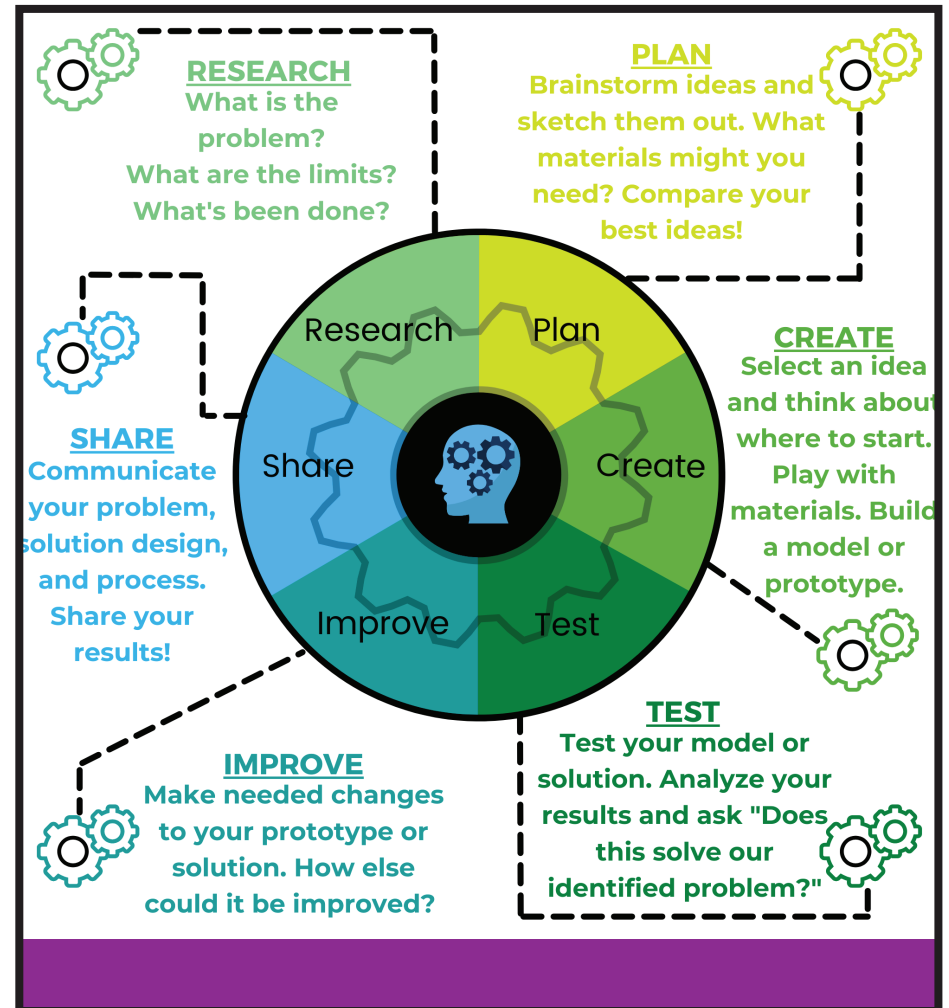 RESEARCH
What is the
problem?
What are the limits?
What's been done?
PLAN
Brainstorm ideas and
sketch them out. What
materials might you
need? Compare your
best ideas!
CREATE
Select an idea
and think about
where to start.
Play with
materials. Build
a model or
prototype.
TEST
Test your model or
solution. Analyze your
results and ask "Does
this solve our
identified problem?"
IMPROVE
Make needed changes
to your prototype or
solution. How else
could it be improved?
SHARE
Communicate
your problem,
solution design,
and process.
Share your
results!
Research
Plan
Create
Test
Improve
Share